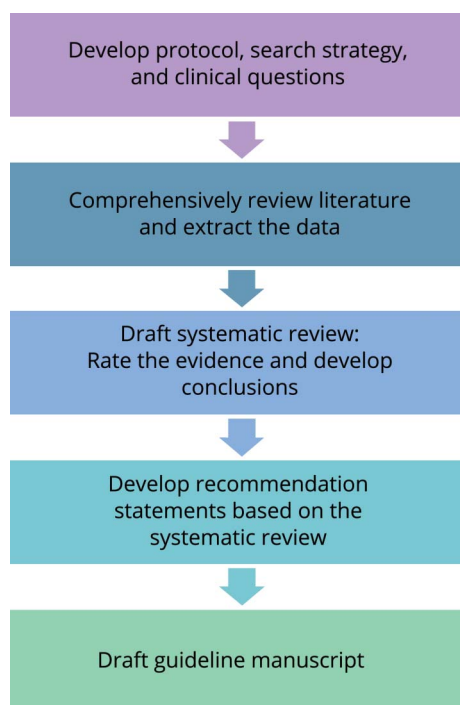 Develop protocol, search strategy,
and clinical questions
Comprehensively review literature
and extract the data
Draft systematic review:
Rate the evidence and develop
conclusions
Develop recommendation
statements based on the
systematic review
Draft guideline manuscript